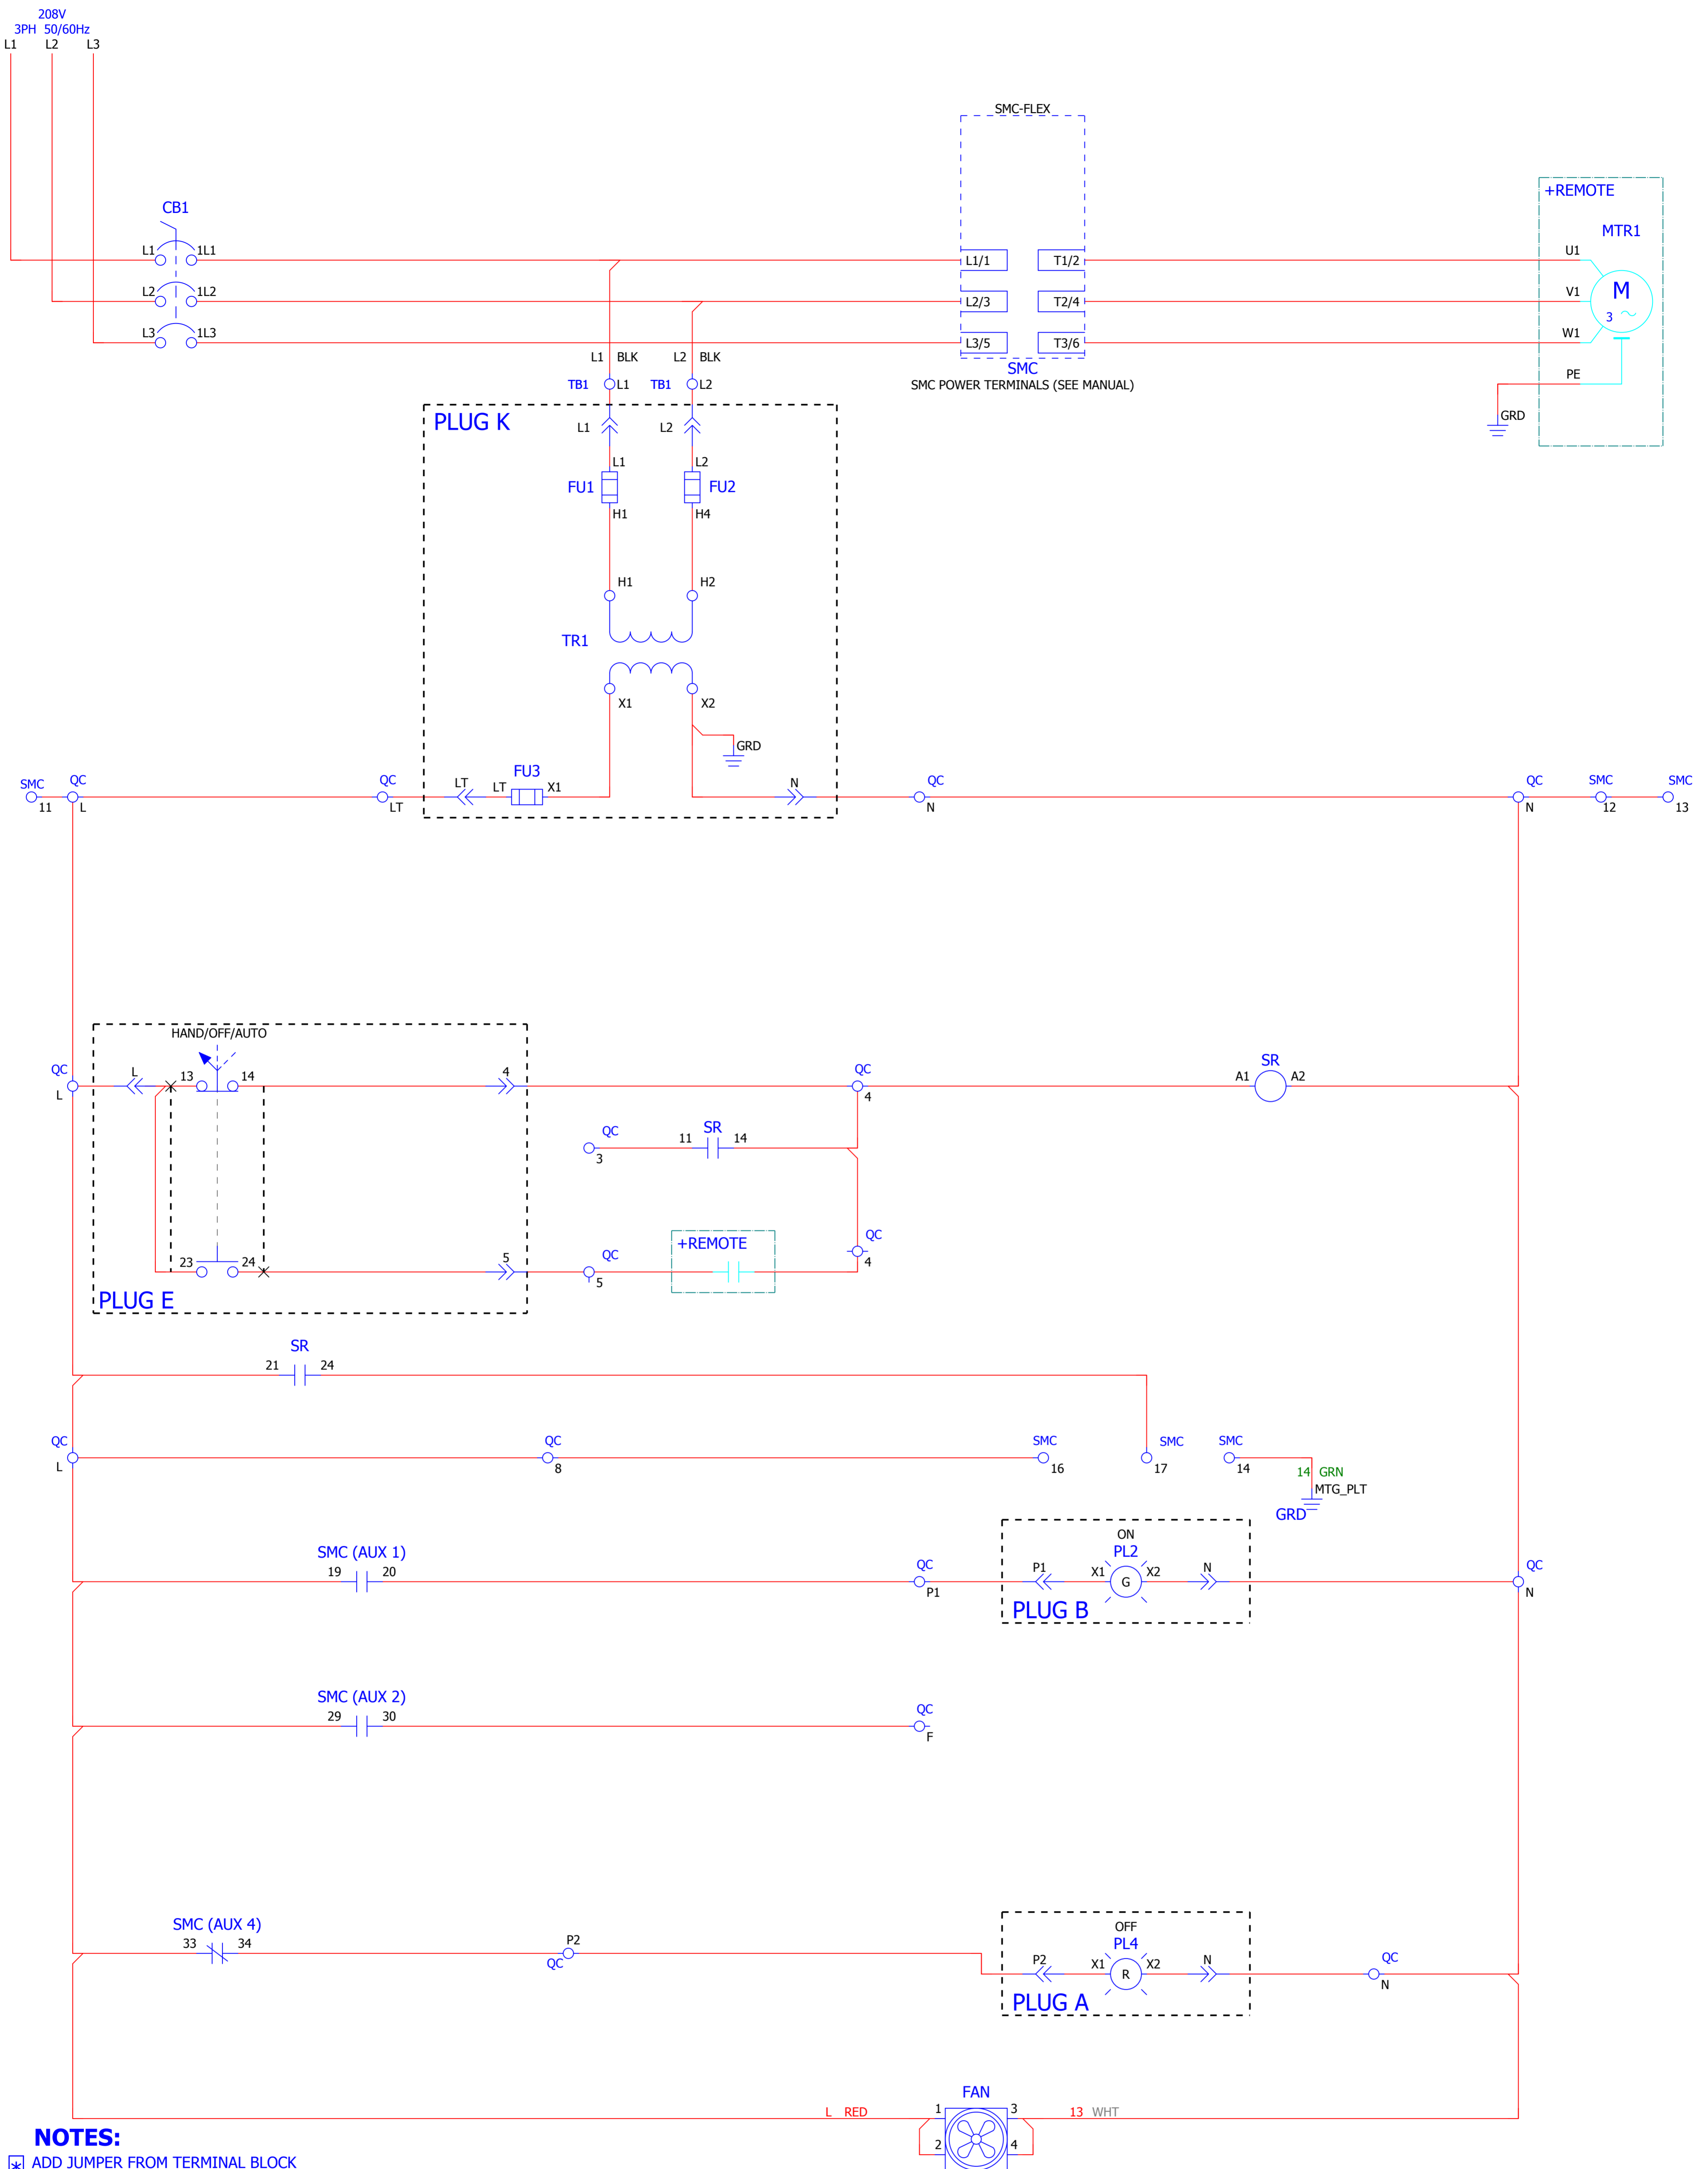 208V
3PH 50/60Hz
L1 L2 L3
SMC-FLEX
+REMOTE
CB1
MTR1
L1 1L1 L1/1 T1/2 U1
L2 1L2 L2/3 T2/4 V1 M
3
L3 1L3 L3/5 T3/6 W1
L1 BLK L2 BLK
SMC
PE
TB1 L1 TB1 L2
SMC POWER TERMINALS (SEE MANUAL)
PLUG K
L1 L2
GRD
L1 L2
FU1 FU2
H1 H4
H1 H2
TR1
X1 X2
GRD
SMC QC QC LT LT FU3 X1 N QC QC SMC SMC
11 L LT N N 12 13
HAND/OFF/AUTO
QC L 13 14 4 QC A1 SR A2
L 4
QC 11 SR 14
3
+REMOTE QC
23 24 5 QC 4
5
PLUG E
SR
21 24
QC QC SMC SMC SMC
L 8 16 17 14
14 GRN
MTG_PLT
GRD
ON
SMC (AUX 1) PL2
19 20 QC P1 X1 G X2 N QC
P1 N
PLUG B
SMC (AUX 2)
29 30 QC
F
SMC (AUX 4) OFF
33 34 P2 PL4
QC P2 X1 R X2 N QC
N
PLUG A
FAN
L RED 1 3 13 WHT
2 4
NOTES:
* ADD JUMPER FROM TERMINAL BLOCK